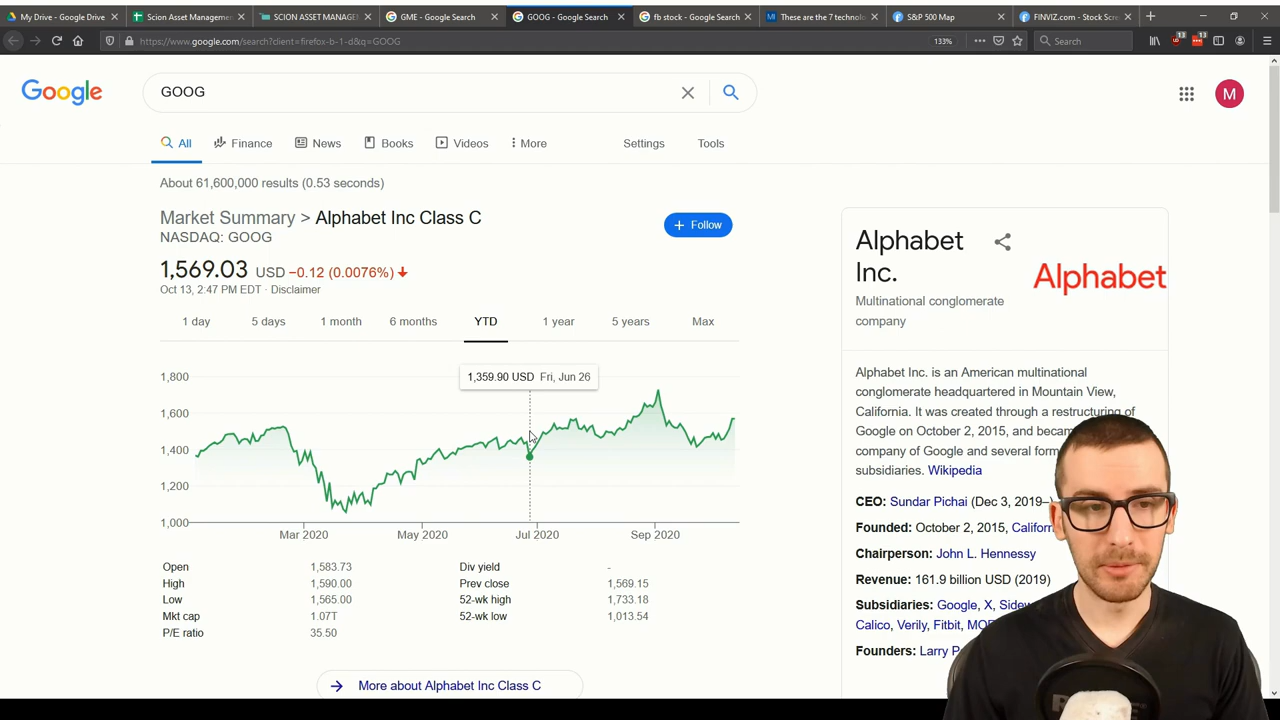 My Drive - Google Drive
Scion Asset Manageme
SCION ASSET MANAGEM
GME - Google Search
GOOG - Google Search
fb stock - Google Search
These are the 7 technolo
S&P 500 Map
FINVIZ.com - Stock Scre
https://www.google.com/search?client=firefox-b-1-d&q=GOOG
133%
Search
13
13
Google
GOOG
M
All
Finance
News
Books
Videos
More
Settings
Tools
About 61,600,000 results (0.53 seconds)
Market Summary > Alphabet Inc Class C
NASDAQ: GOOG
+ Follow
1,569.03 USD −0.12 (0.0076%)
Oct 13, 2:47 PM EDT · Disclaimer
1 day
5 days
1 month
6 months
YTD
1 year
5 years
Max
1,359.90 USD Fri, Jun 26
1,800
1,600
1,400
1,200
1,000
Mar 2020
May 2020
Jul 2020
Sep 2020
Open 1,583.73
High 1,590.00
Low 1,565.00
Mkt cap 1.07T
P/E ratio 35.50
Div yield -
Prev close 1,569.15
52-wk high 1,733.18
52-wk low 1,013.54
More about Alphabet Inc Class C
Alphabet
Inc.
Alphabet
Multinational conglomerate
company
Alphabet Inc. is an American multinational
conglomerate headquartered in Mountain View,
California. It was created through a restructuring of
Google on October 2, 2015, and becam
company of Google and several form
subsidiaries. Wikipedia
CEO: Sundar Pichai (Dec 3, 2019–)
Founded: October 2, 2015, Californ
Chairperson: John L. Hennessy
Revenue: 161.9 billion USD (2019)
Subsidiaries: Google, X, Sidew
Calico, Verily, Fitbit, MO
Founders: Larry P